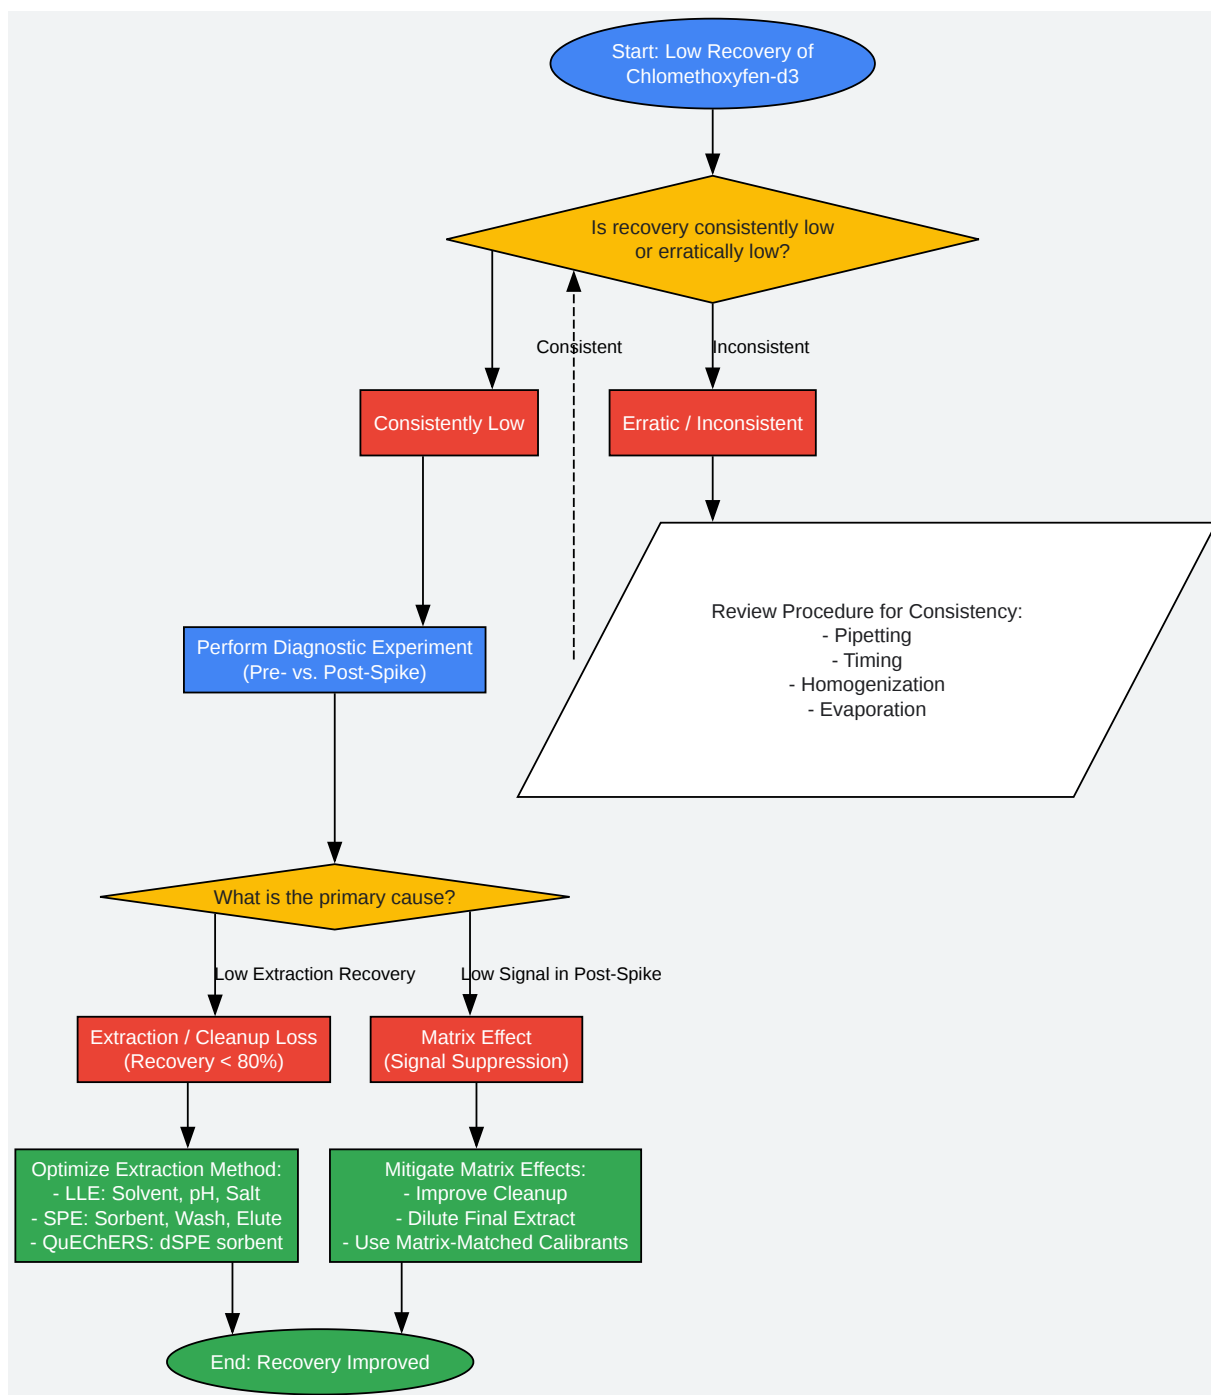 Start: Low Recovery of
Chlomethoxyfen-d3
Is recovery consistently low
or erratically low?
Consistent
Inconsistent
Consistently Low
Erratic / Inconsistent
Review Procedure for Consistency:
- Pipetting
- Timing
- Homogenization
- Evaporation
Perform Diagnostic Experiment
(Pre- vs. Post-Spike)
What is the primary cause?
Low Extraction Recovery
Low Signal in Post-Spike
Extraction / Cleanup Loss
(Recovery < 80%)
Matrix Effect
(Signal Suppression)
Optimize Extraction Method:
- LLE: Solvent, pH, Salt
- SPE: Sorbent, Wash, Elute
- QuEChERS: dSPE sorbent
Mitigate Matrix Effects:
- Improve Cleanup
- Dilute Final Extract
- Use Matrix-Matched Calibrants
End: Recovery Improved